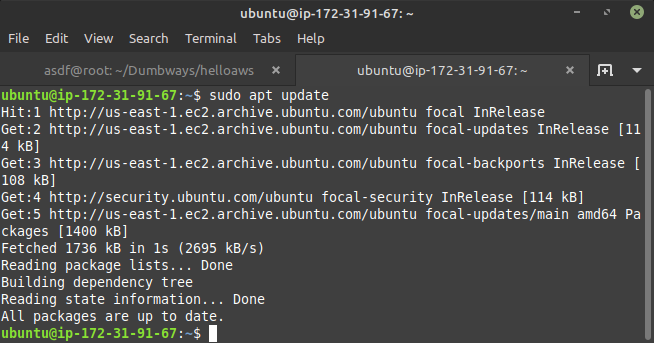 ubuntu@ip-172-31-91-67: ~
File Edit View Search Terminal Tabs Help
asdf@root: ~/Dumbways/helloaws × ubuntu@ip-172-31-91-67: ~ ×
ubuntu@ip-172-31-91-67:~$ sudo apt update
Hit:1 http://us-east-1.ec2.archive.ubuntu.com/ubuntu focal InRelease
Get:2 http://us-east-1.ec2.archive.ubuntu.com/ubuntu focal-updates InRelease [11
4 kB]
Get:3 http://us-east-1.ec2.archive.ubuntu.com/ubuntu focal-backports InRelease [
108 kB]
Get:4 http://security.ubuntu.com/ubuntu focal-security InRelease [114 kB]
Get:5 http://us-east-1.ec2.archive.ubuntu.com/ubuntu focal-updates/main amd64 Pa
ckages [1400 kB]
Fetched 1736 kB in 1s (2695 kB/s)
Reading package lists... Done
Building dependency tree
Reading state information... Done
All packages are up to date.
ubuntu@ip-172-31-91-67:~$